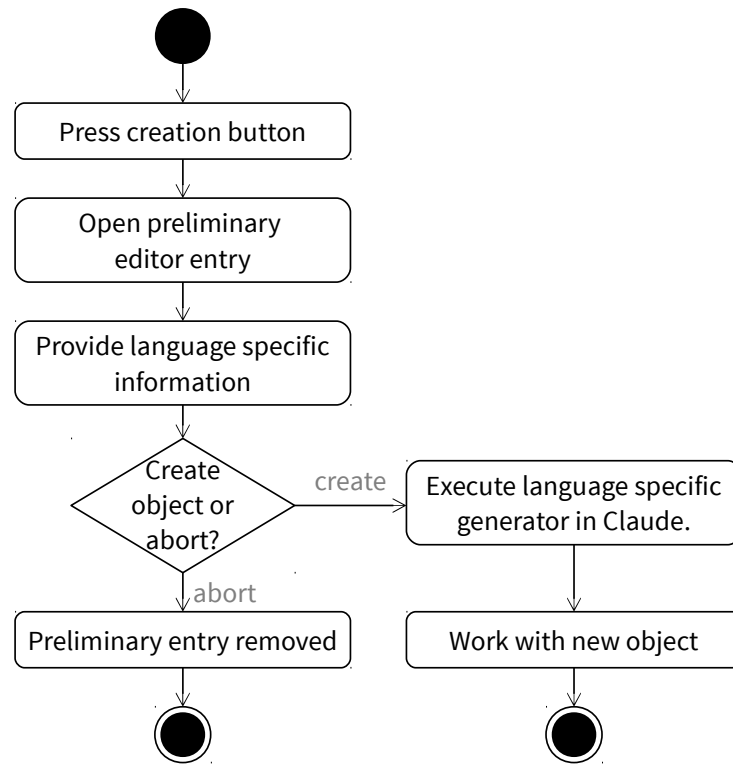 Press creation button
Open preliminary
editor entry
Provide language specific
information
Create
object or
abort?
create
Execute language specific
generator in Claude.
abort
Preliminary entry removed
Work with new object